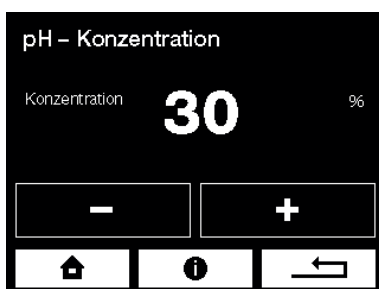 pH – Konzentration
Konzentration 30 %
– +
i